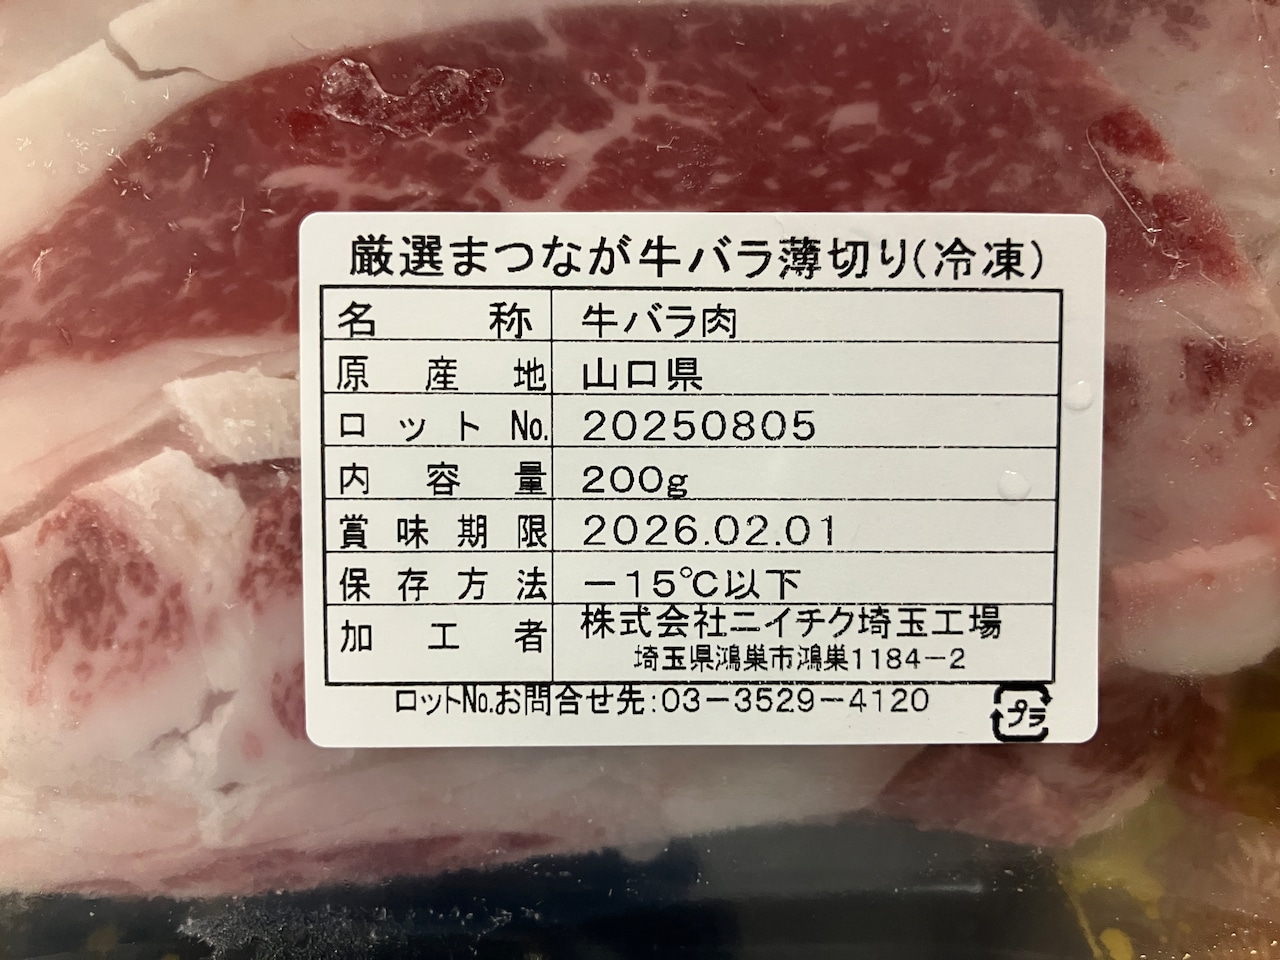 厳選まつなが牛バラ薄切り(冷凍)
名称 牛バラ肉
原産地 山口県
ロットNo. 20250805
内容量 200g
賞味期限 2026.02.01
保存方法 －15℃以下
加工者 株式会社ニイチク埼玉工場
埼玉県鴻巣市鴻巣1184－2
ロットNo.お問合せ先:03－3529－4120
プラ